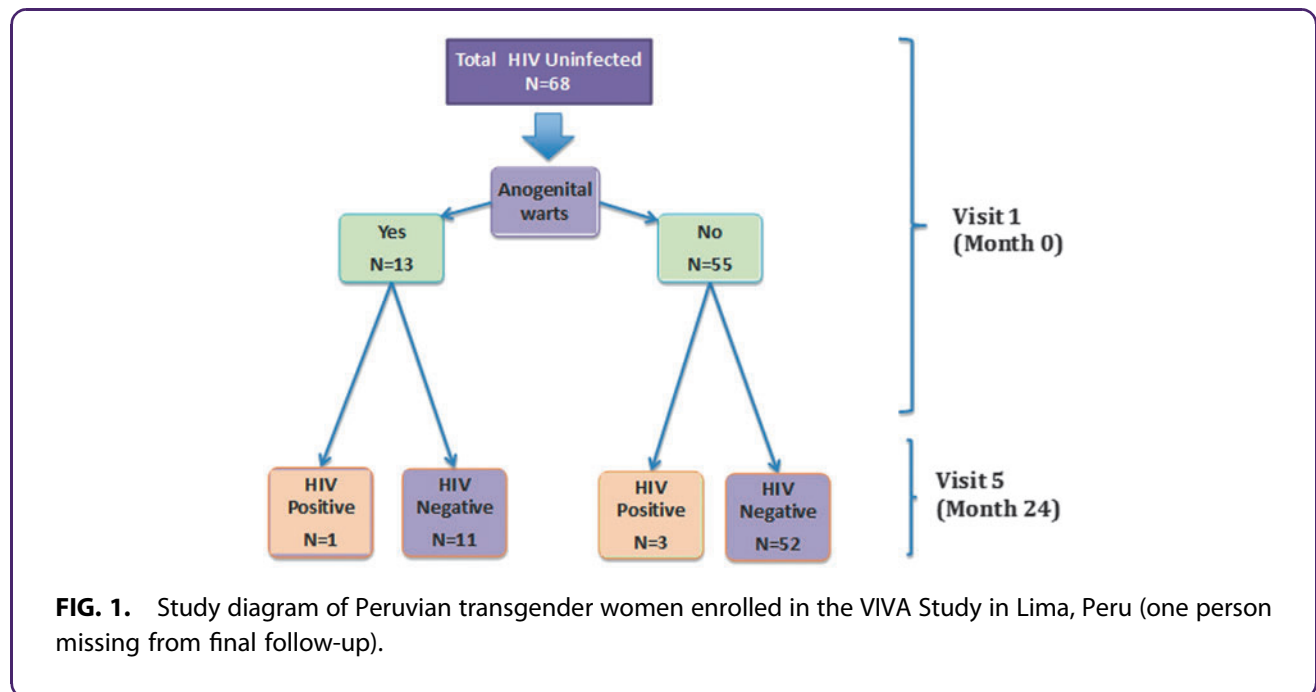 Total HIV Uninfected
N=68
Anogenital
warts
Yes
N=13
No
N=55
Visit 1
(Month 0)
HIV
Positive
N=1
HIV
Negative
N=11
HIV
Positive
N=3
HIV
Negative
N=52
Visit 5
(Month 24)
FIG. 1. Study diagram of Peruvian transgender women enrolled in the VIVA Study in Lima, Peru (one person
missing from final follow-up).